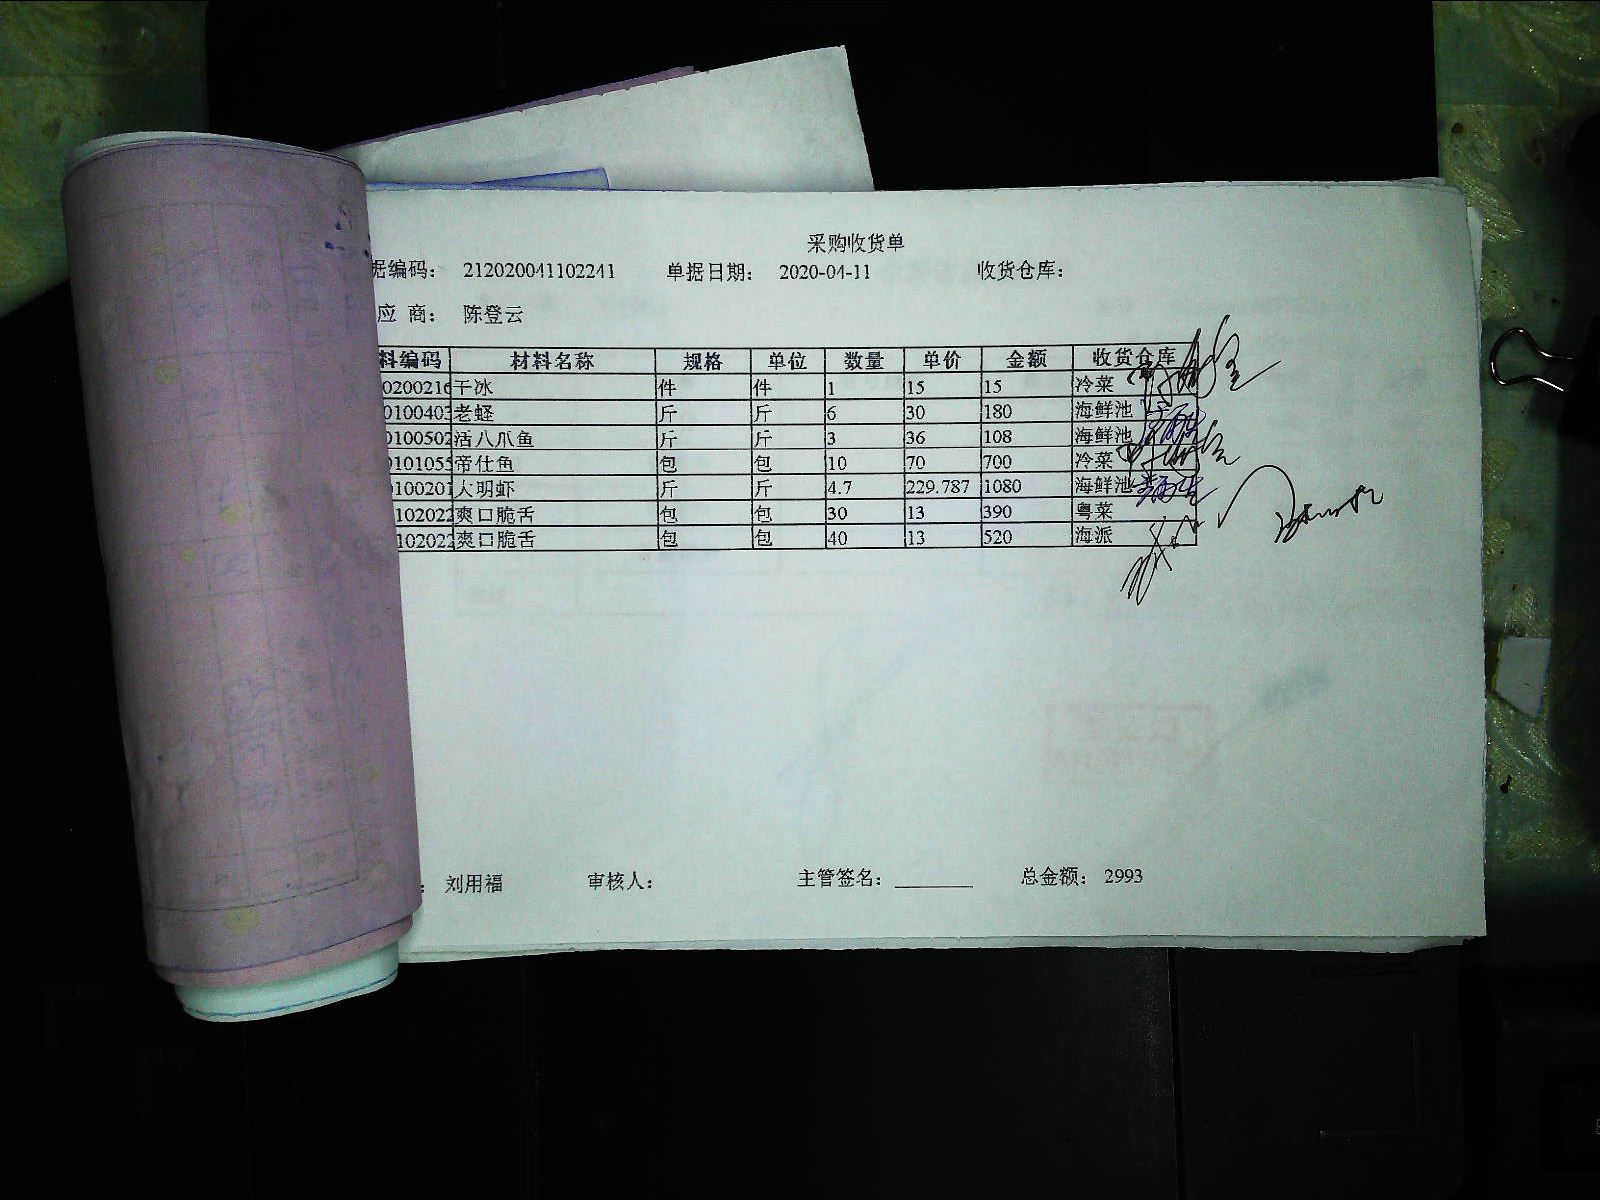 采购收货单
据编码： 212020041102241 单据日期： 2020-04-11 收货仓库：
应 商： 陈登云
料编码 材料名称 规格 单位 数量 单价 金额 收货仓库
0200216 干冰 件 件 1 15 15 冷菜
0100403 老蛏 斤 斤 6 30 180 海鲜池
0100502 活八爪鱼 斤 斤 3 36 108 海鲜池
0101055 帝仕鱼 包 包 10 70 700 冷菜
0100201 大明虾 斤 斤 4.7 229.787 1080 海鲜池
102022 爽口脆舌 包 包 30 13 390 粤菜
102022 爽口脆舌 包 包 40 13 520 海派
： 刘用福 审核人： 主管签名： 总金额： 2993